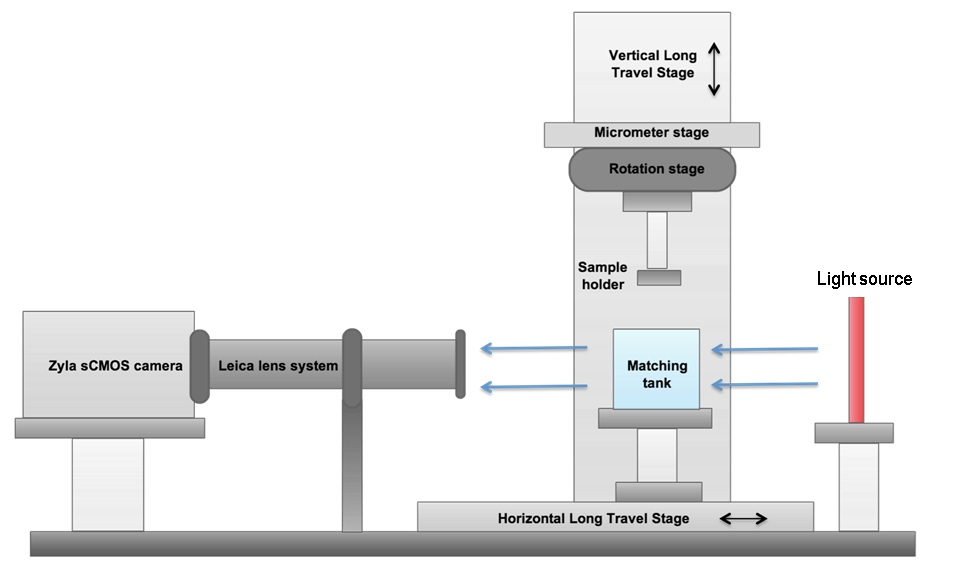 Vertical Long
Travel Stage
Micrometer stage
Rotation stage
Sample
holder
Light source
Zyla sCMOS camera
Leica lens system
Matching
tank
Horizontal Long Travel Stage